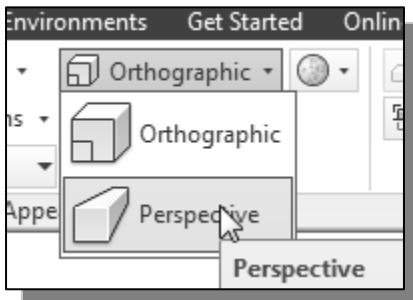 Environments Get Started Onlin
Orthographic
ns
Orthographic
Appe
Perspective
Perspective